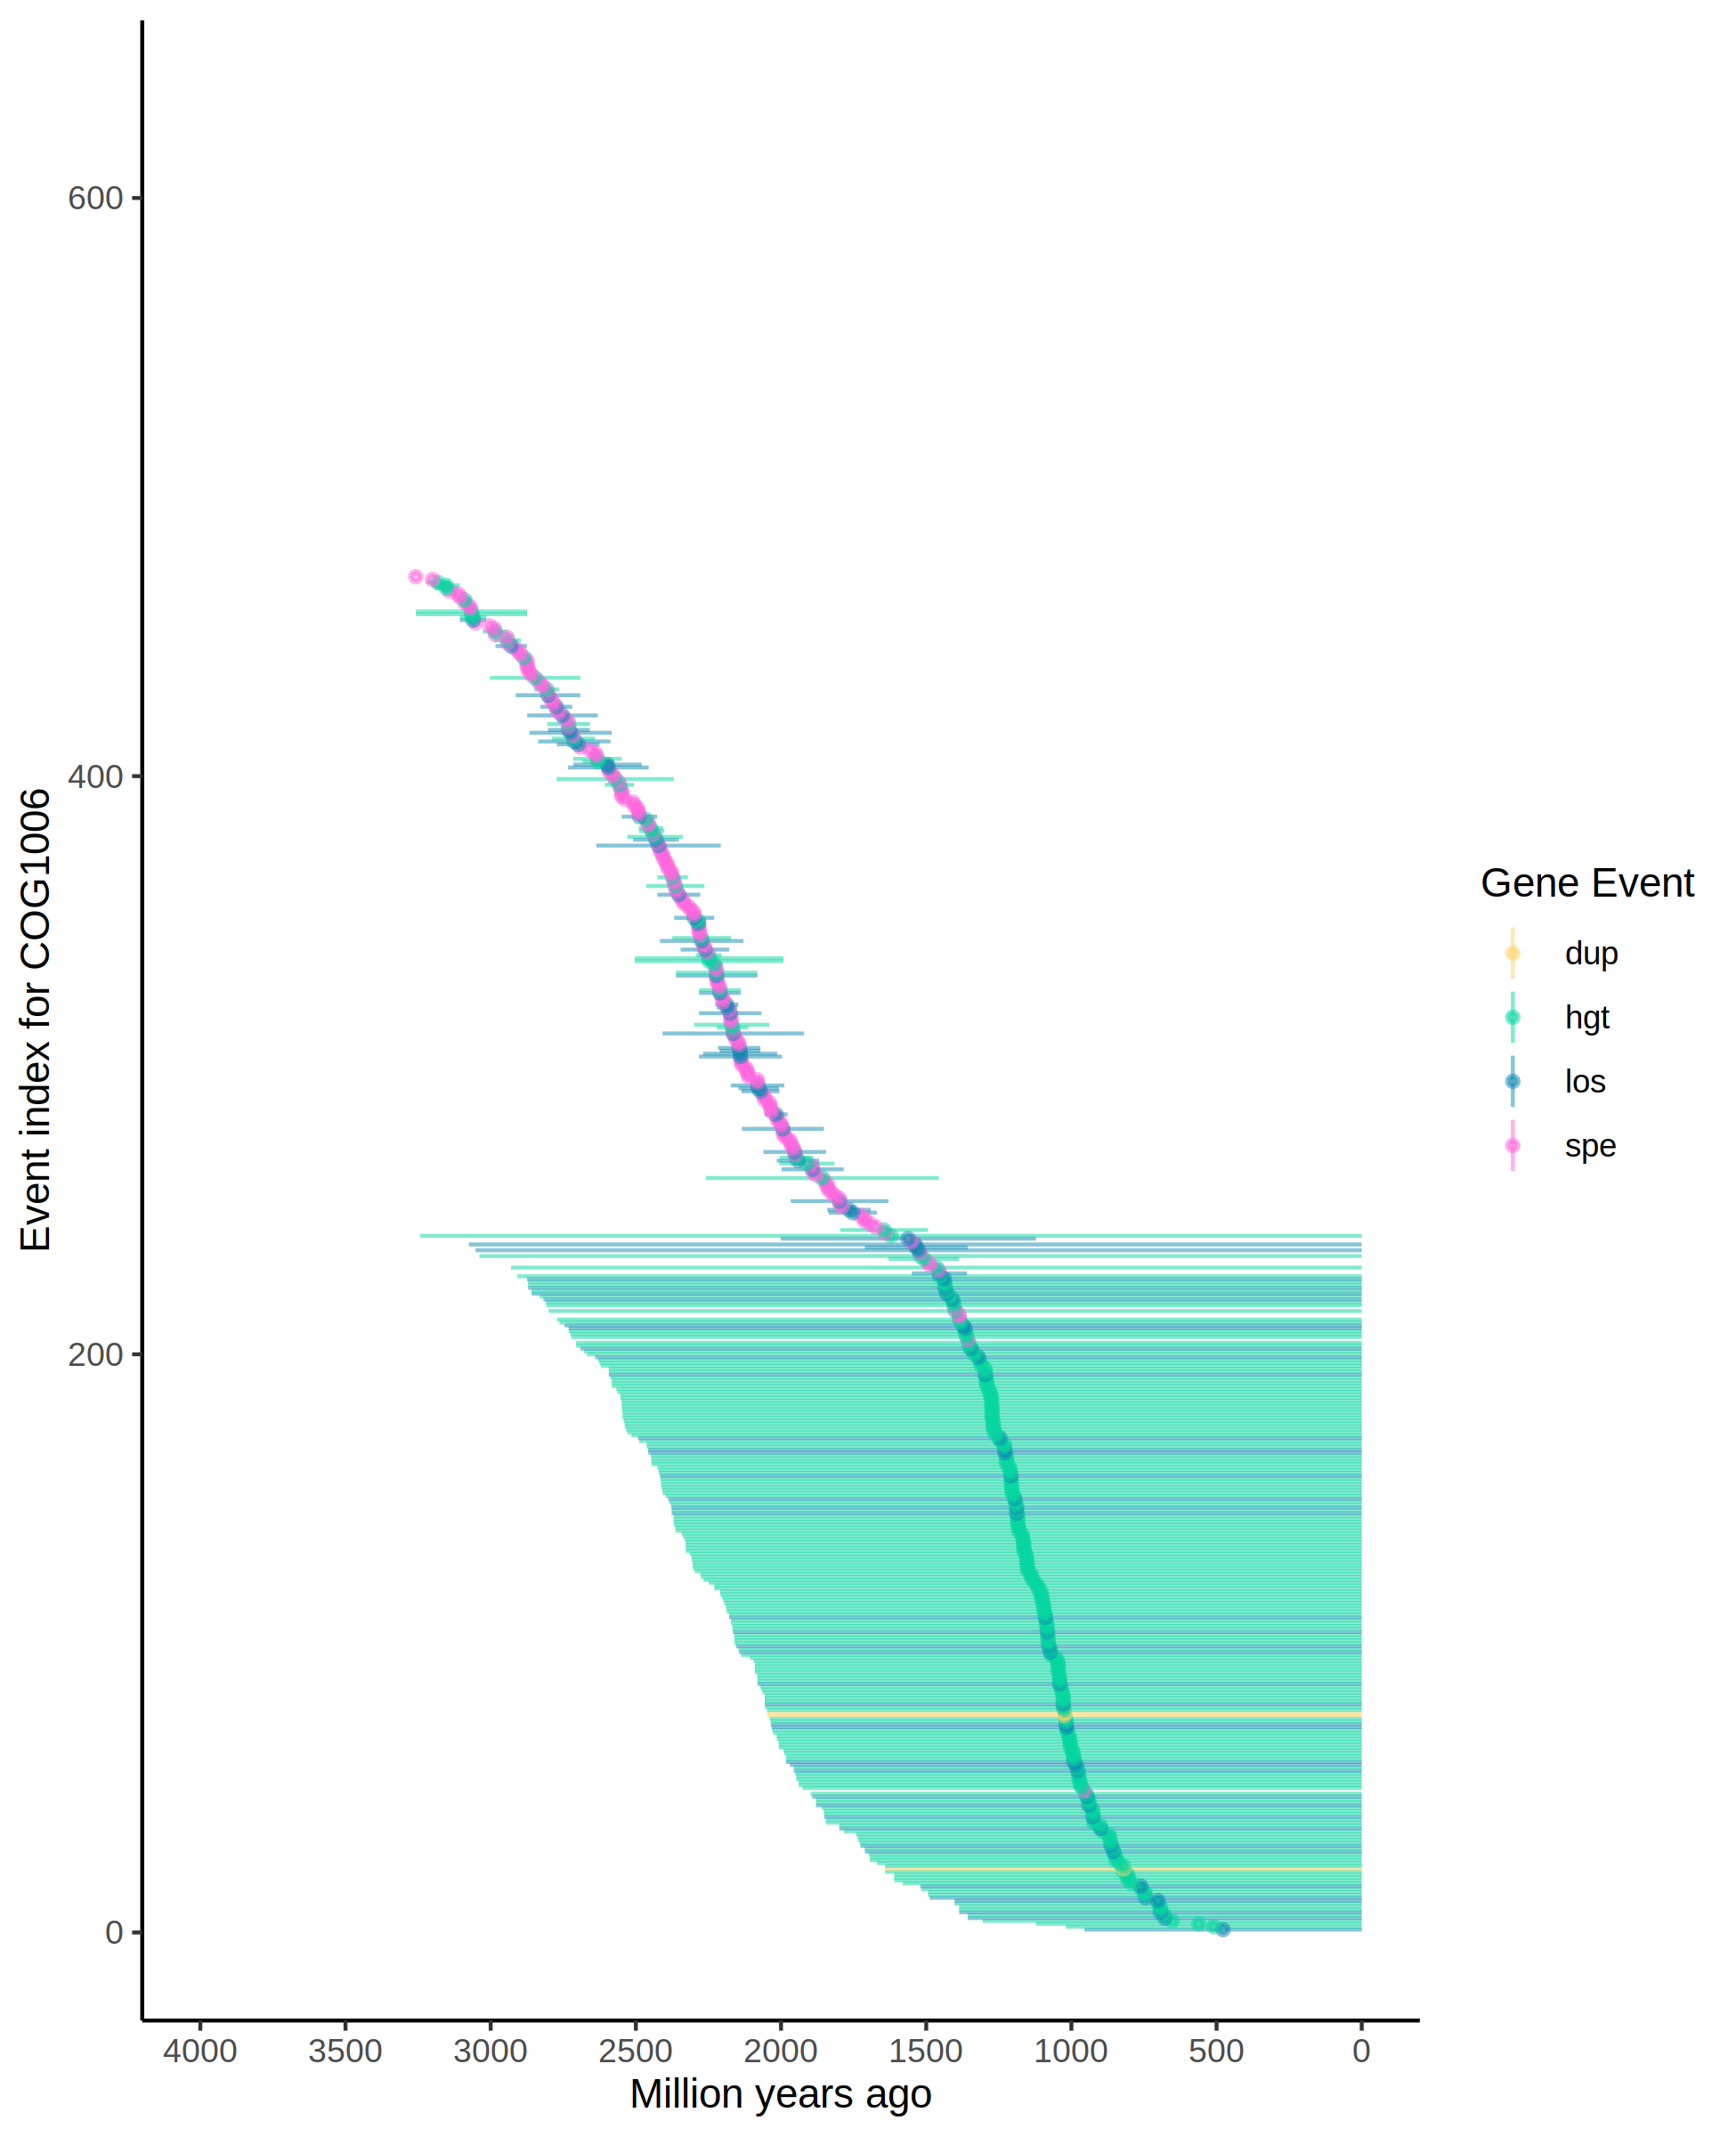 Event index for COG1006
600
400
200
0
4000 3500 3000 2500 2000 1500 1000 500 0
Million years ago
Gene Event
dup
hgt
los
spe